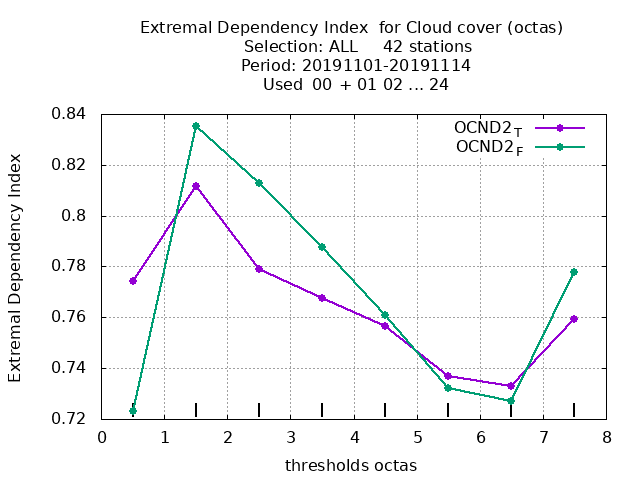 Extremal Dependency Index  for Cloud cover (octas)
Selection: ALL     42 stations
Period: 20191101-20191114
Used  00 + 01 02 ... 24
OCND2T
OCND2F
Extremal Dependency Index
0.84
0.82
0.8
0.78
0.76
0.74
0.72
0 1 2 3 4 5 6 7 8
thresholds octas